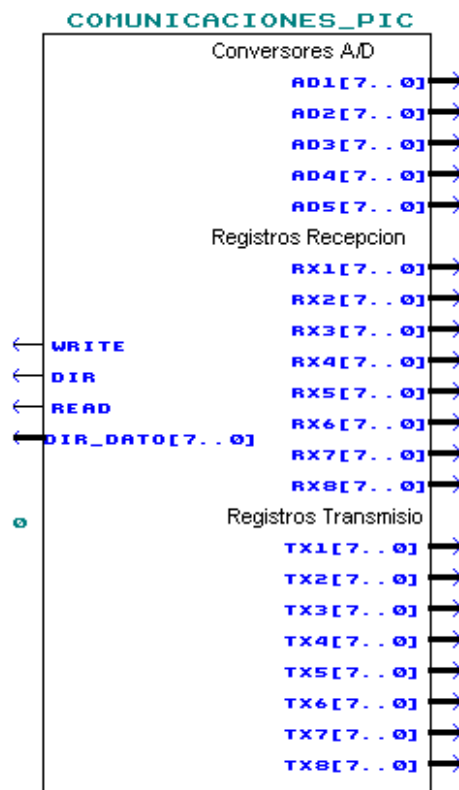 COMUNICACIONES_PIC
Conversores A/D
AD1[7..0]
AD2[7..0]
AD3[7..0]
AD4[7..0]
AD5[7..0]
Registros Recepcion
RX1[7..0]
RX2[7..0]
RX3[7..0]
WRITE
RX4[7..0]
DIR
RX5[7..0]
READ
RX6[7..0]
DIR_DATO[7..0]
RX7[7..0]
RX8[7..0]
Registros Transmisio
0
TX1[7..0]
TX2[7..0]
TX3[7..0]
TX4[7..0]
TX5[7..0]
TX6[7..0]
TX7[7..0]
TX8[7..0]